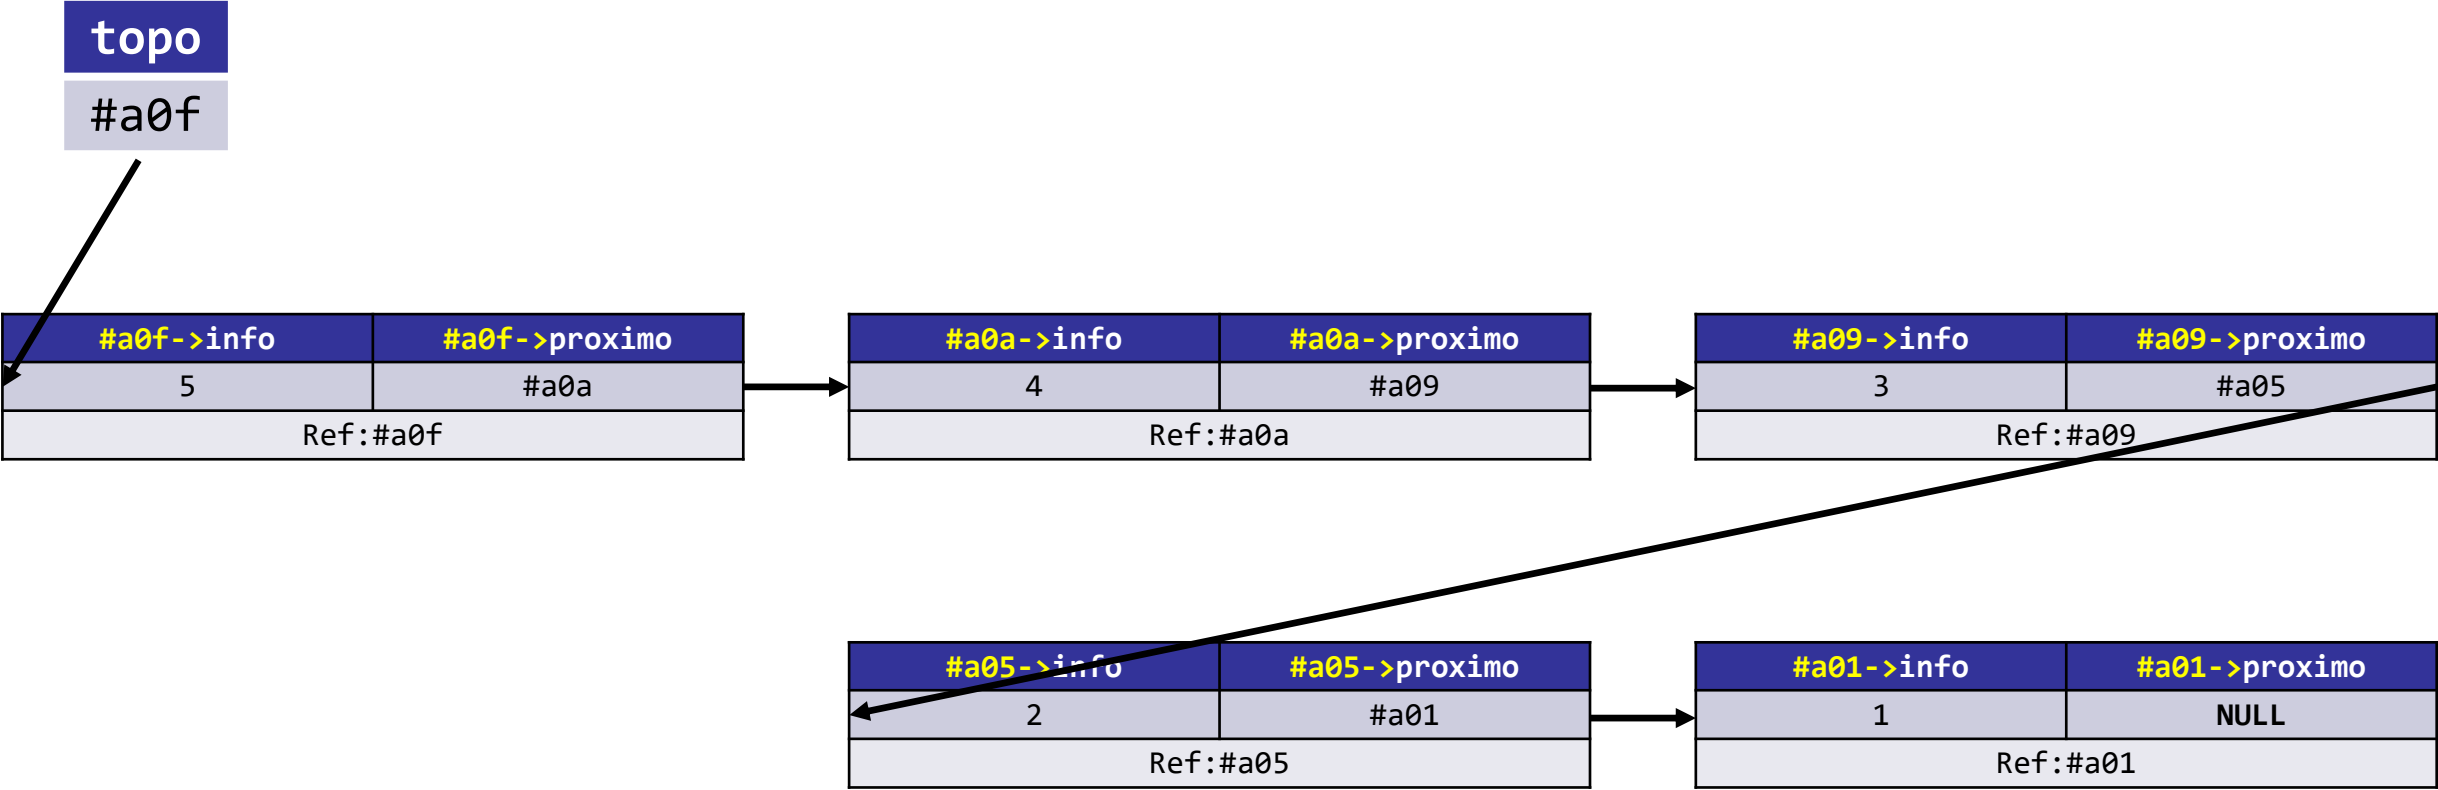 topo
#a0f
#a0f->info #a0f->proximo #a0a->info #a0a->proximo #a09->info #a09->proximo
5 #a0a 4 #a09 3 #a05
Ref:#a0f Ref:#a0a Ref:#a09
#a05->info #a05->proximo #a01->info #a01->proximo
2 #a01 1 NULL
Ref:#a05 Ref:#a01